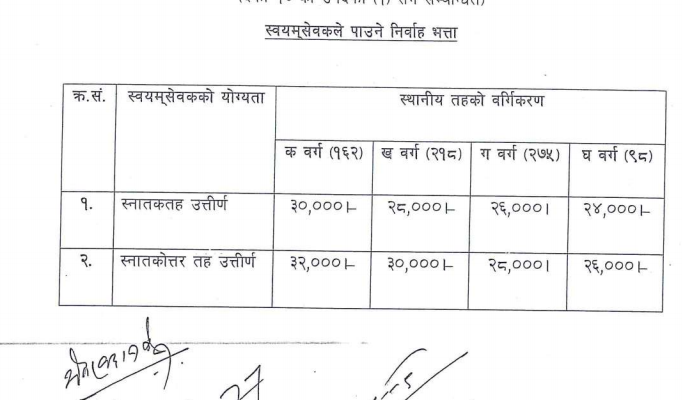 स्वयम्सेवकले पाउने निर्वाह भत्ता
क्र.सं. स्वयम्सेवकको योग्यता स्थानीय तहको वर्गिकरण
क वर्ग (१६२) ख वर्ग (२१८) ग वर्ग (२७५) घ वर्ग (९८)
१. स्नातकतह उत्तीर्ण ३०,०००।– २८,०००।– २६,०००। २४,०००।–
२. स्नातकोत्तर तह उत्तीर्ण ३२,०००।– ३०,०००।– २८,०००। २६,०००।–